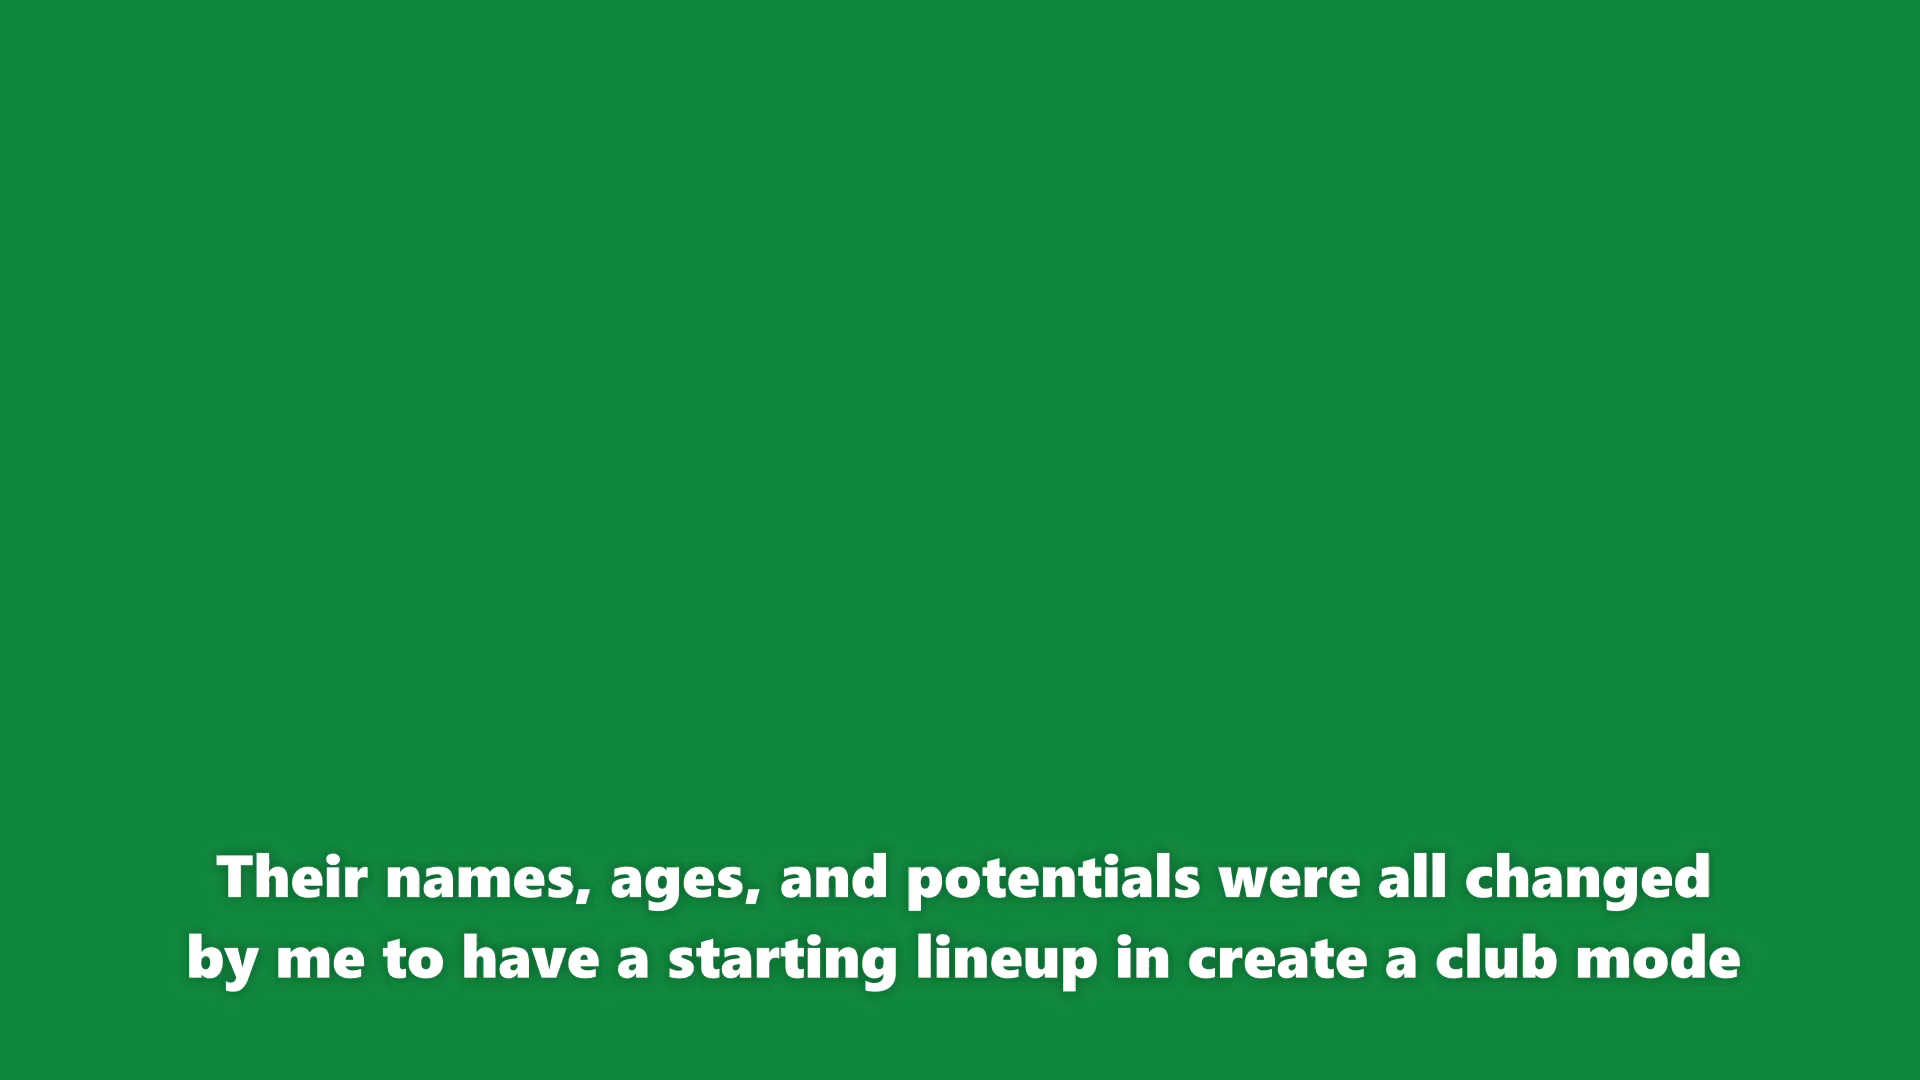 Their names, ages, and potentials were all changed
by me to have a starting lineup in create a club mode